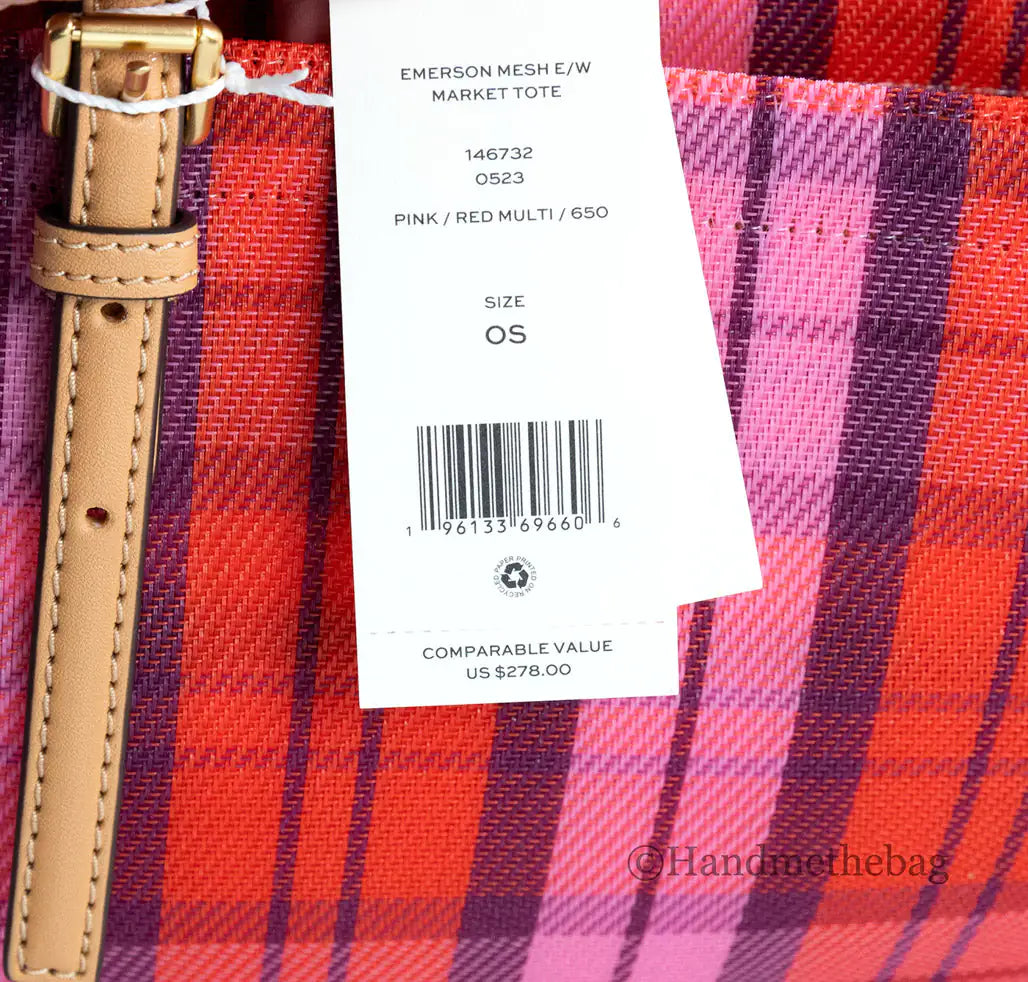 EMERSON MESH E/W
MARKET TOTE
146732
0523
PINK / RED MULTI / 650
SIZE
OS
1 96133 69660 6
PRINTED ON RECYCLED PAPER
COMPARABLE VALUE
US $278.00
©Handmethebag